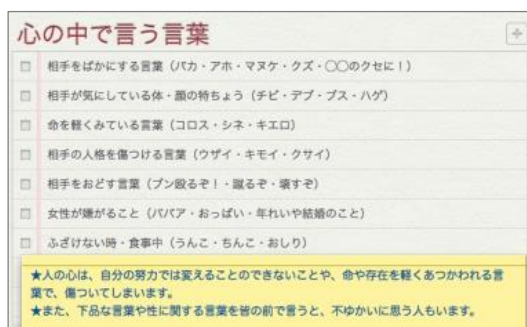 心の中で言う言葉
相手をばかにする言葉（バカ・アホ・マヌケ・クズ・〇〇のクセに！）
相手が気にしている体・顔の特ちょう（チビ・デブ・ブス・ハゲ）
命を軽くみている言葉（コロス・シネ・キエロ）
相手の人格を傷つける言葉（ウザイ・キモイ・クサイ）
相手をおどす言葉（ブン殴るぞ！・蹴るぞ・壊すぞ）
女性が嫌がること（ババア・おっぱい・年れいや結婚のこと）
ふざけない時・食事中（うんこ・ちんこ・おしり）
★人の心は、自分の努力では変えることのできないことや、命や存在を軽くあつかわれる言
葉で、傷ついてしまいます。
★また、下品な言葉や性に関する言葉を皆の前で言うと、不ゆかいに思う人もいます。